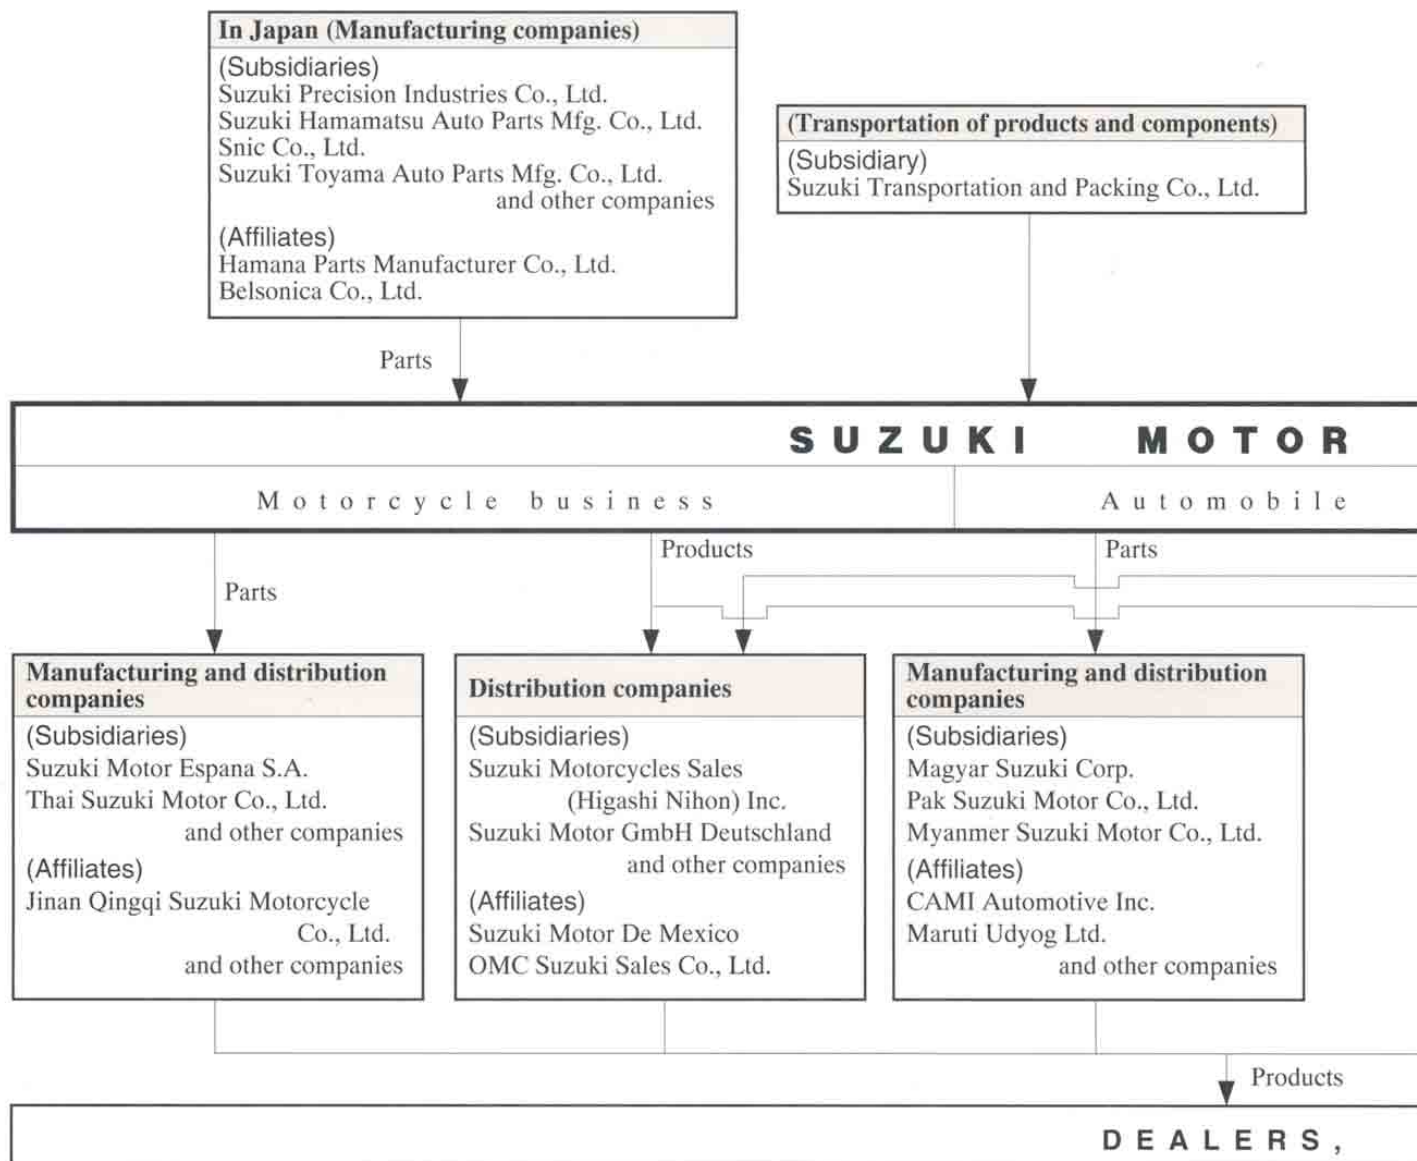 In Japan (Manufacturing companies)
(Subsidiaries)
Suzuki Precision Industries Co., Ltd.
Suzuki Hamamatsu Auto Parts Mfg. Co., Ltd.
Snic Co., Ltd.
Suzuki Toyama Auto Parts Mfg. Co., Ltd.
and other companies
(Affiliates)
Hamana Parts Manufacturer Co., Ltd.
Belsonica Co., Ltd.
(Transportation of products and components)
(Subsidiary)
Suzuki Transportation and Packing Co., Ltd.
Parts
SUZUKI MOTOR
Motorcycle business
Automobile
Parts
Products
Parts
Manufacturing and distribution
companies
(Subsidiaries)
Suzuki Motor Espana S.A.
Thai Suzuki Motor Co., Ltd.
and other companies
(Affiliates)
Jinan Qingqi Suzuki Motorcycle
Co., Ltd.
and other companies
Distribution companies
(Subsidiaries)
Suzuki Motorcycles Sales
(Higashi Nihon) Inc.
Suzuki Motor GmbH Deutschland
and other companies
(Affiliates)
Suzuki Motor De Mexico
OMC Suzuki Sales Co., Ltd.
Manufacturing and distribution
companies
(Subsidiaries)
Magyar Suzuki Corp.
Pak Suzuki Motor Co., Ltd.
Myanmer Suzuki Motor Co., Ltd.
(Affiliates)
CAMI Automotive Inc.
Maruti Udyog Ltd.
and other companies
Products
DEALERS,